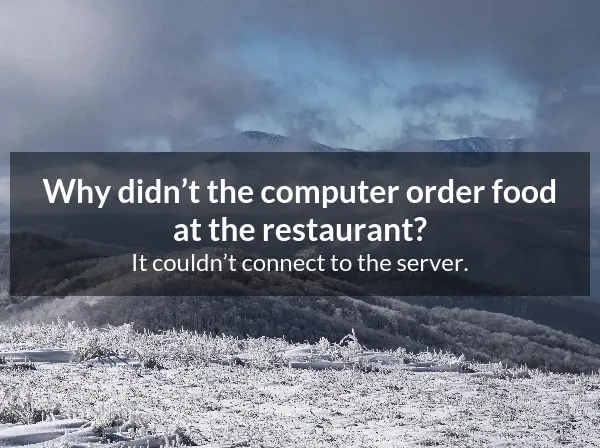 Why didn’t the computer order food
at the restaurant?
It couldn’t connect to the server.